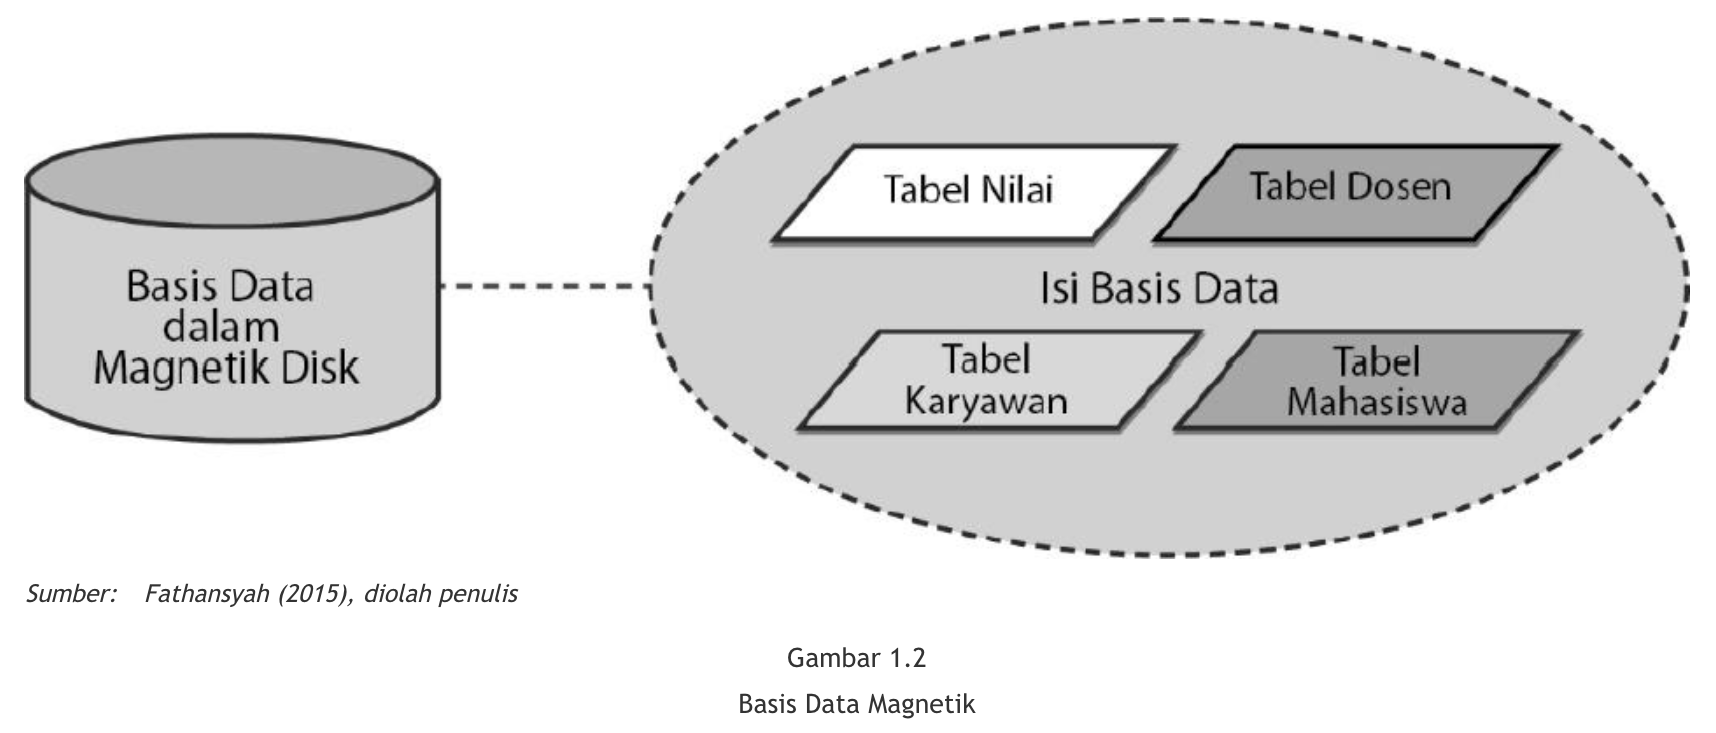 Basis Data
dalam
Magnetik Disk
Tabel Nilai
Tabel Dosen
Isi Basis Data
Tabel
Karyawan
Tabel
Mahasiswa
Sumber: Fathansyah (2015), diolah penulis
Gambar 1.2
Basis Data Magnetik